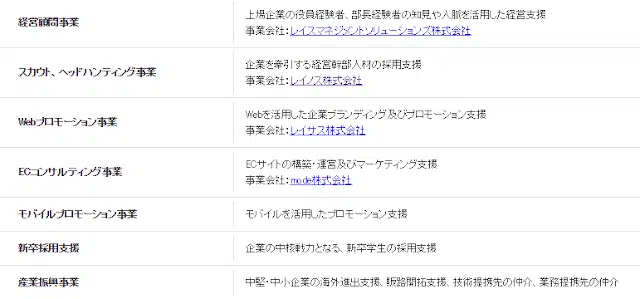 経営顧問事業
上場企業の役員経験者、部長経験者の知見や人脈を活用した経営支援
事業会社：レイスマネジメントソリューションズ株式会社
スカウト、ヘッドハンティング事業
企業を牽引する経営幹部人材の採用支援
事業会社：レイノス株式会社
Webプロモーション事業
Webを活用した企業ブランディング及びプロモーション支援
事業会社：レイサス株式会社
ECコンサルティング事業
ECサイトの構築・運営及びマーケティング支援
事業会社：mode株式会社
モバイルプロモーション事業
モバイルを活用したプロモーション支援
新卒採用支援
企業の中核戦力となる、新卒学生の採用支援
産業振興事業
中堅・中小企業の海外進出支援、販路開拓支援、技術提携先の仲介、業務提携先の仲介